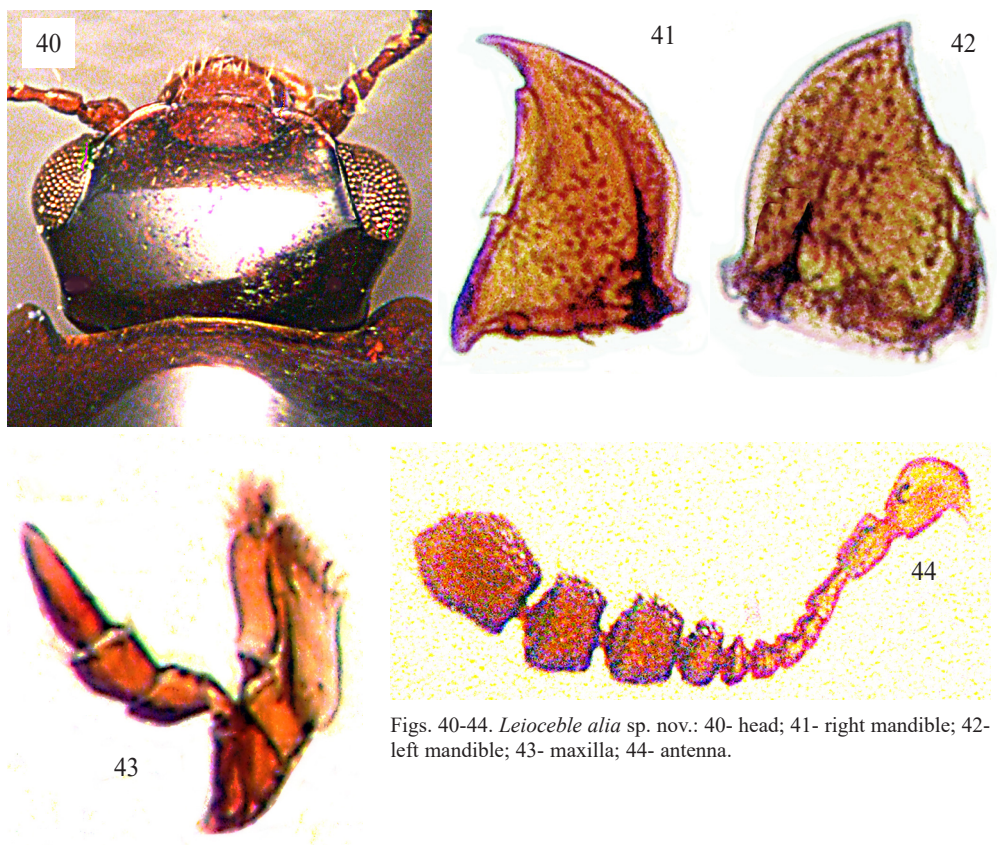 40
41
42
43
44
Figs. 40-44. Leioceble alia sp. nov.: 40- head; 41- right mandible; 42-
left mandible; 43- maxilla; 44- antenna.